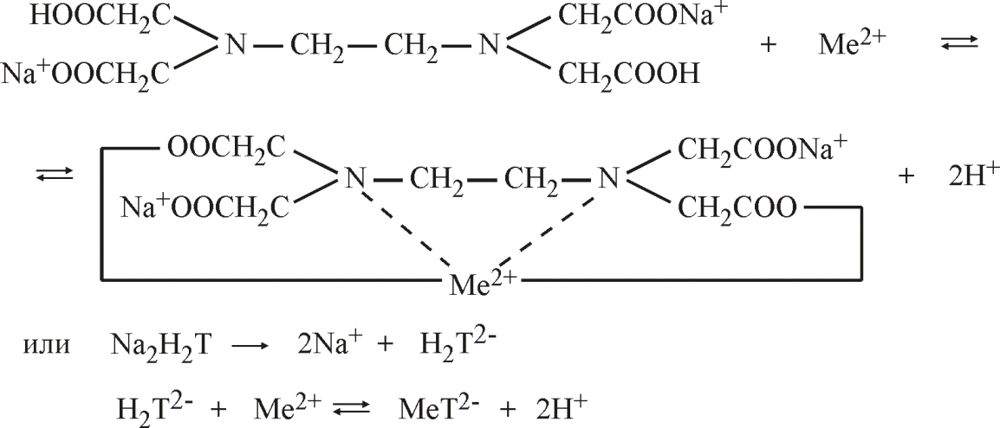 HOOCH₂C CH₂COONa⁺
N — CH₂ — CH₂ — N + Me²⁺ ⇌
Na⁺OOCH₂C CH₂COOH
OOCH₂C CH₂COONa⁺
⇌ N — CH₂ — CH₂ — N + 2H⁺
Na⁺OOCH₂C CH₂COO
Me²⁺
или Na₂H₂T → 2Na⁺ + H₂T²⁻
H₂T²⁻ + Me²⁺ ⇌ MeT²⁻ + 2H⁺